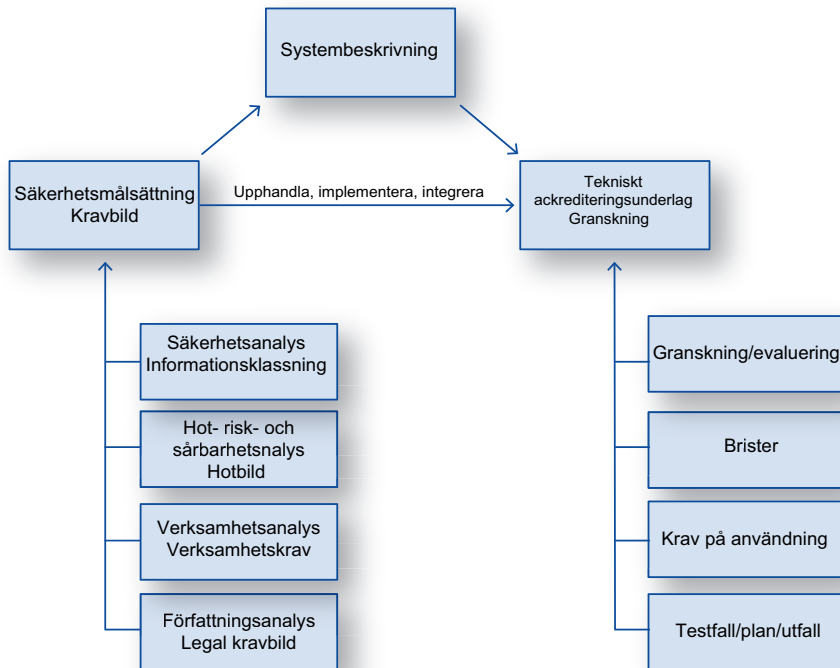 Systembeskrivning
Säkerhetsmålsättning
Kravbild
Upphandla, implementera, integrera
Tekniskt
ackrediteringsunderlag
Granskning
Säkerhetsanalys
Informationsklassning
Hot- risk- och
sårbarhetsnalys
Hotbild
Verksamhetsanalys
Verksamhetskrav
Författningsanalys
Legal kravbild
Granskning/evaluering
Brister
Krav på användning
Testfall/plan/utfall